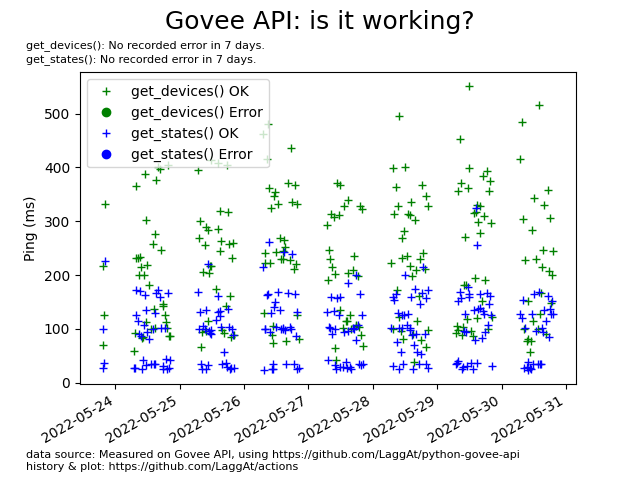 Govee API: is it working?
get_devices(): No recorded error in 7 days.
get_states(): No recorded error in 7 days.
get_devices() OK
get_devices() Error
get_states() OK
get_states() Error
Ping (ms)
500
400
300
200
100
0
2022-05-24
2022-05-25
2022-05-26
2022-05-27
2022-05-28
2022-05-29
2022-05-30
2022-05-31
data source: Measured on Govee API, using https://github.com/LaggAt/python-govee-api
history & plot: https://github.com/LaggAt/actions